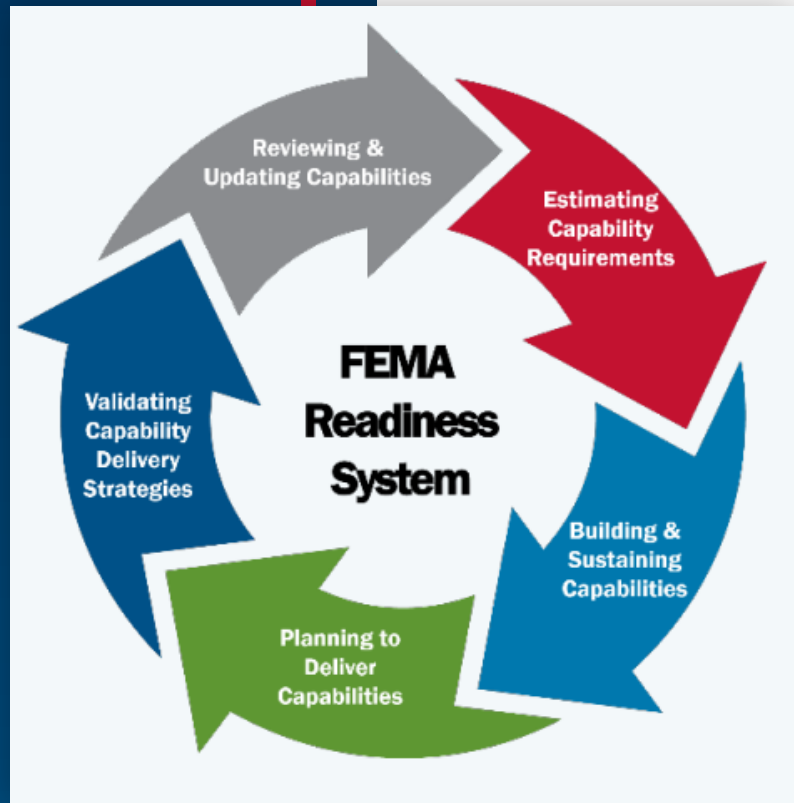 Reviewing &
Updating Capabilities
Estimating
Capability
Requirements
FEMA
Readiness
System
Validating
Capability
Delivery
Strategies
Building &
Sustaining
Capabilities
Planning to
Deliver
Capabilities